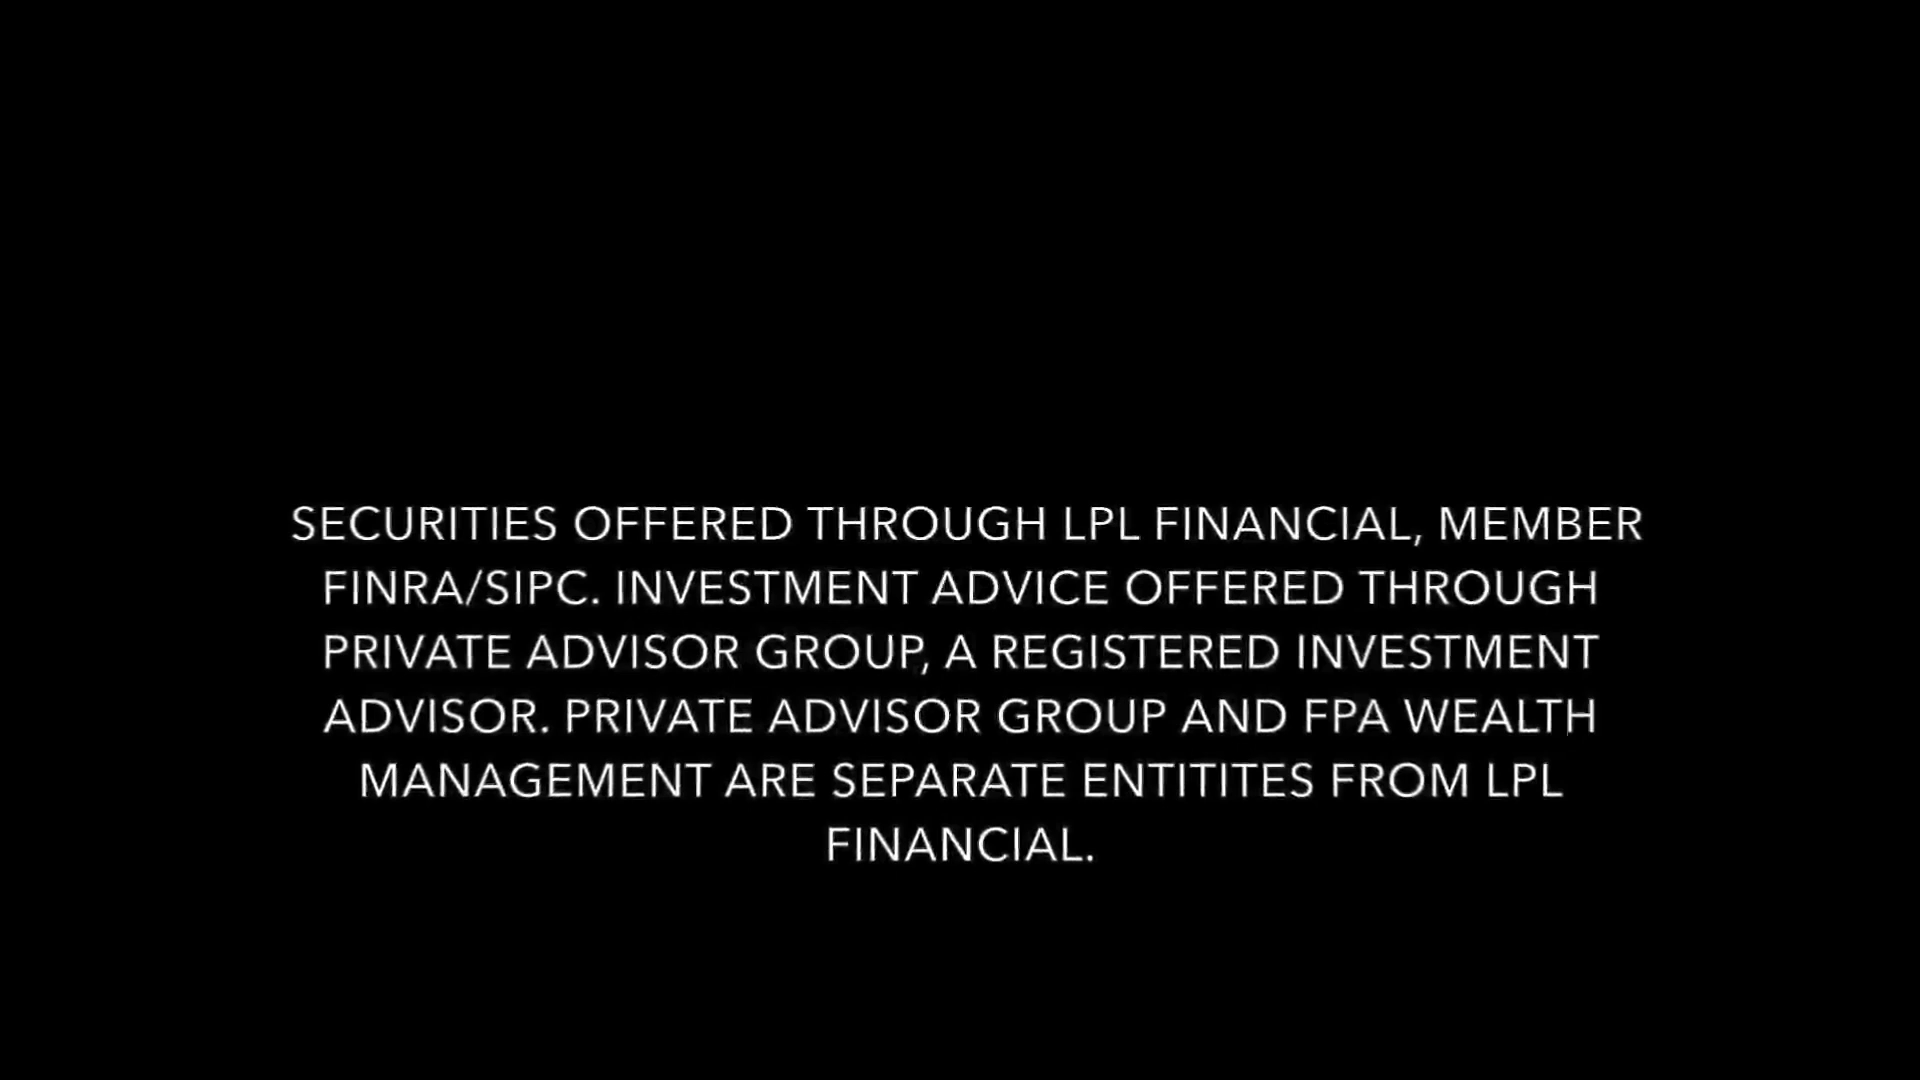 SECURITIES OFFERED THROUGH LPL FINANCIAL, MEMBER
FINRA/SIPC. INVESTMENT ADVICE OFFERED THROUGH
PRIVATE ADVISOR GROUP, A REGISTERED INVESTMENT
ADVISOR. PRIVATE ADVISOR GROUP AND FPA WEALTH
MANAGEMENT ARE SEPARATE ENTITITES FROM LPL
FINANCIAL.